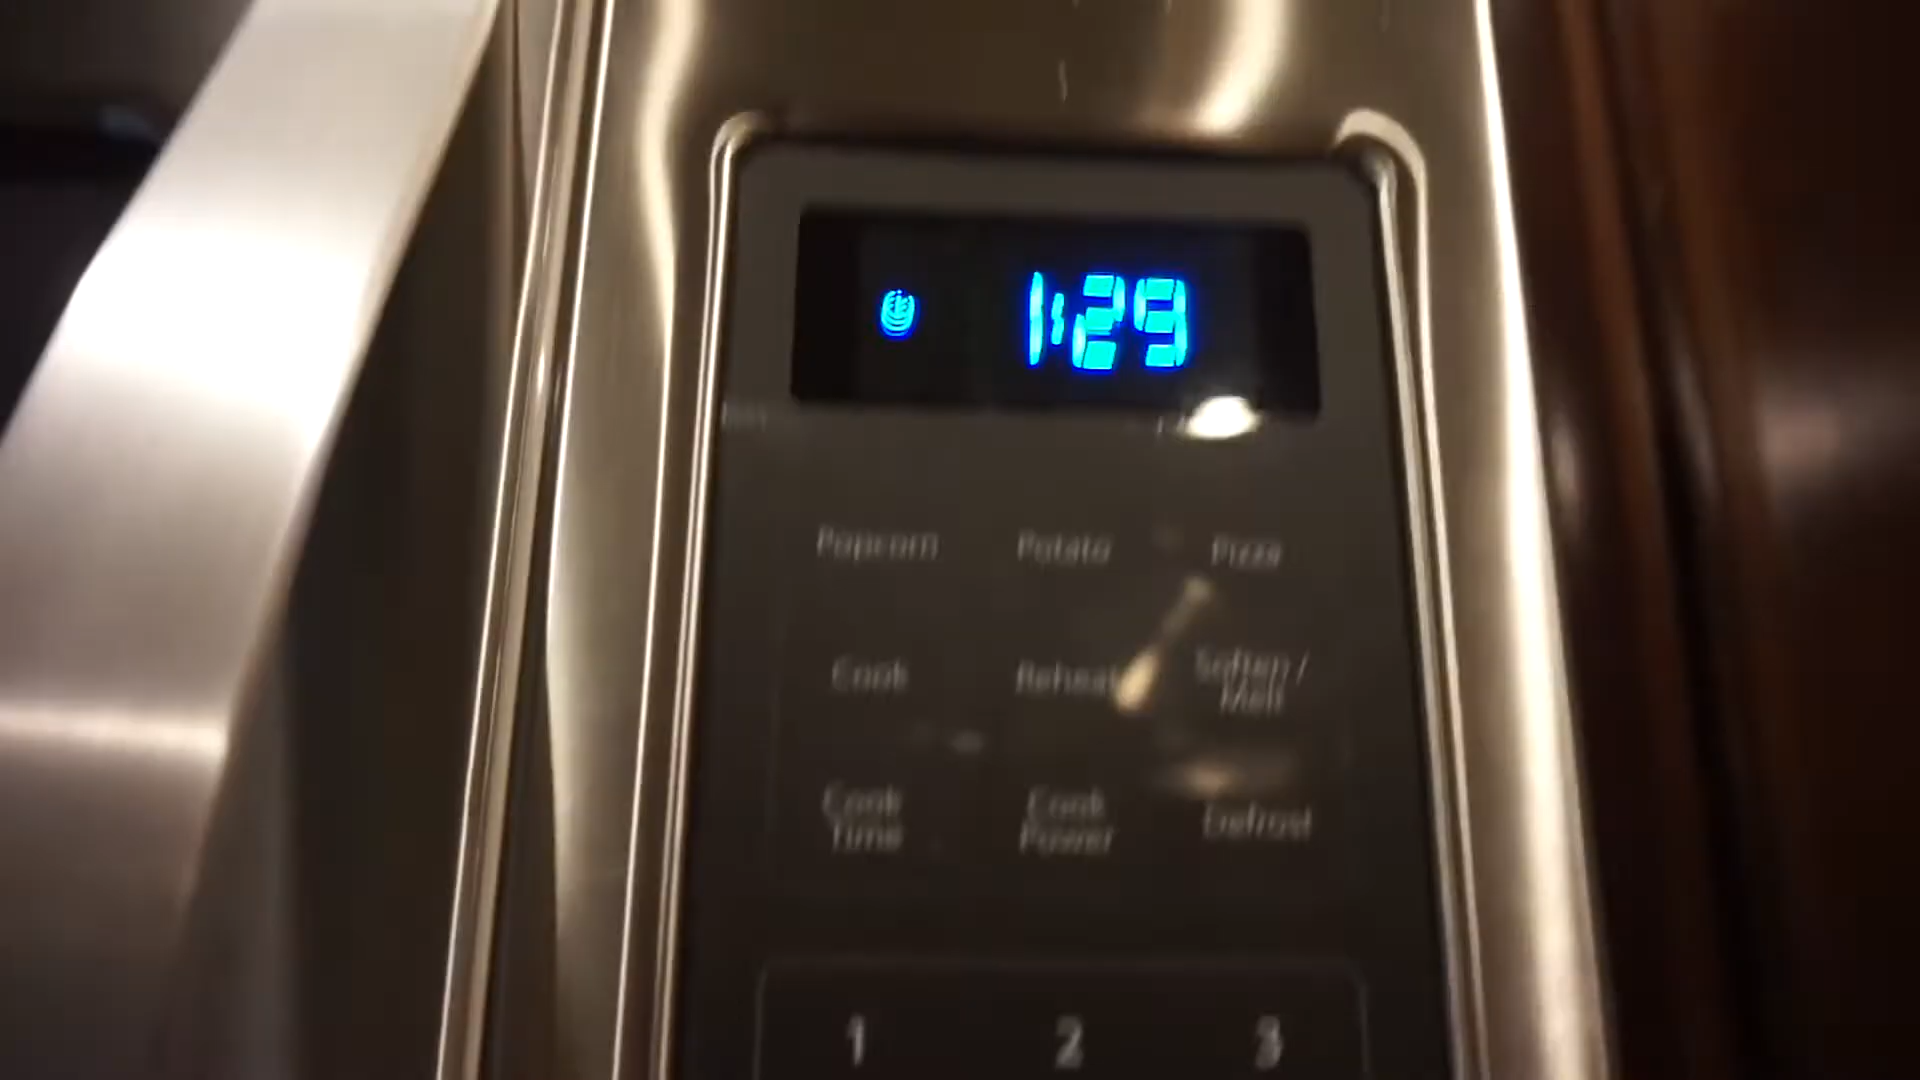 1:29
Popcorn Potato Pizza
Cook Reheat Soften /
Melt
Cook Cook Defrost
Time Power
1 2 3